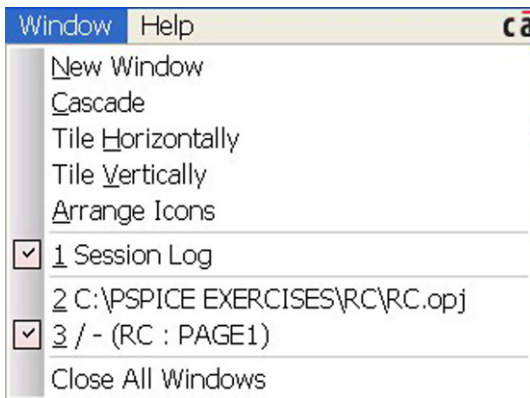 Window Help cā
New Window
Cascade
Tile Horizontally
Tile Vertically
Arrange Icons
1 Session Log
2 C:\PSPICE EXERCISES\RC\RC.opj
3 / - (RC : PAGE1)
Close All Windows